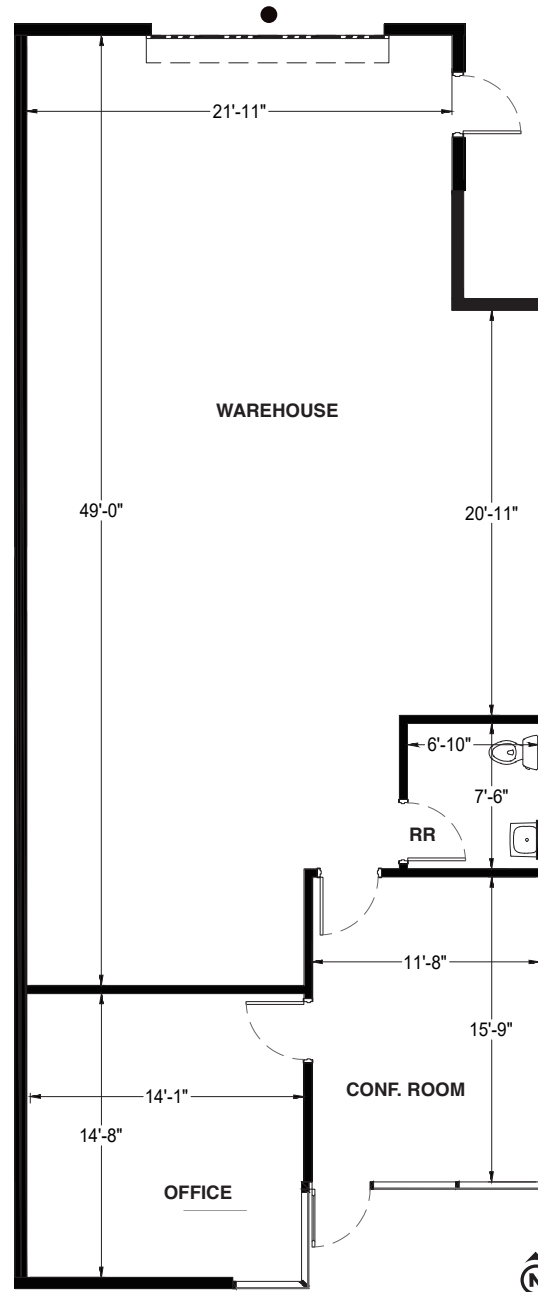 21'-11"
WAREHOUSE
49'-0"
20'-11"
6'-10"
7'-6"
RR
11'-8"
15'-9"
CONF. ROOM
14'-1"
14'-8"
OFFICE
N